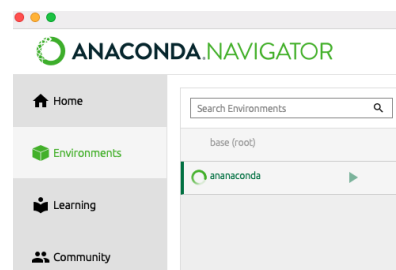 ANACONDA.NAVIGATOR
Home
Search Environments
base (root)
Environments
ananaconda
Learning
Community